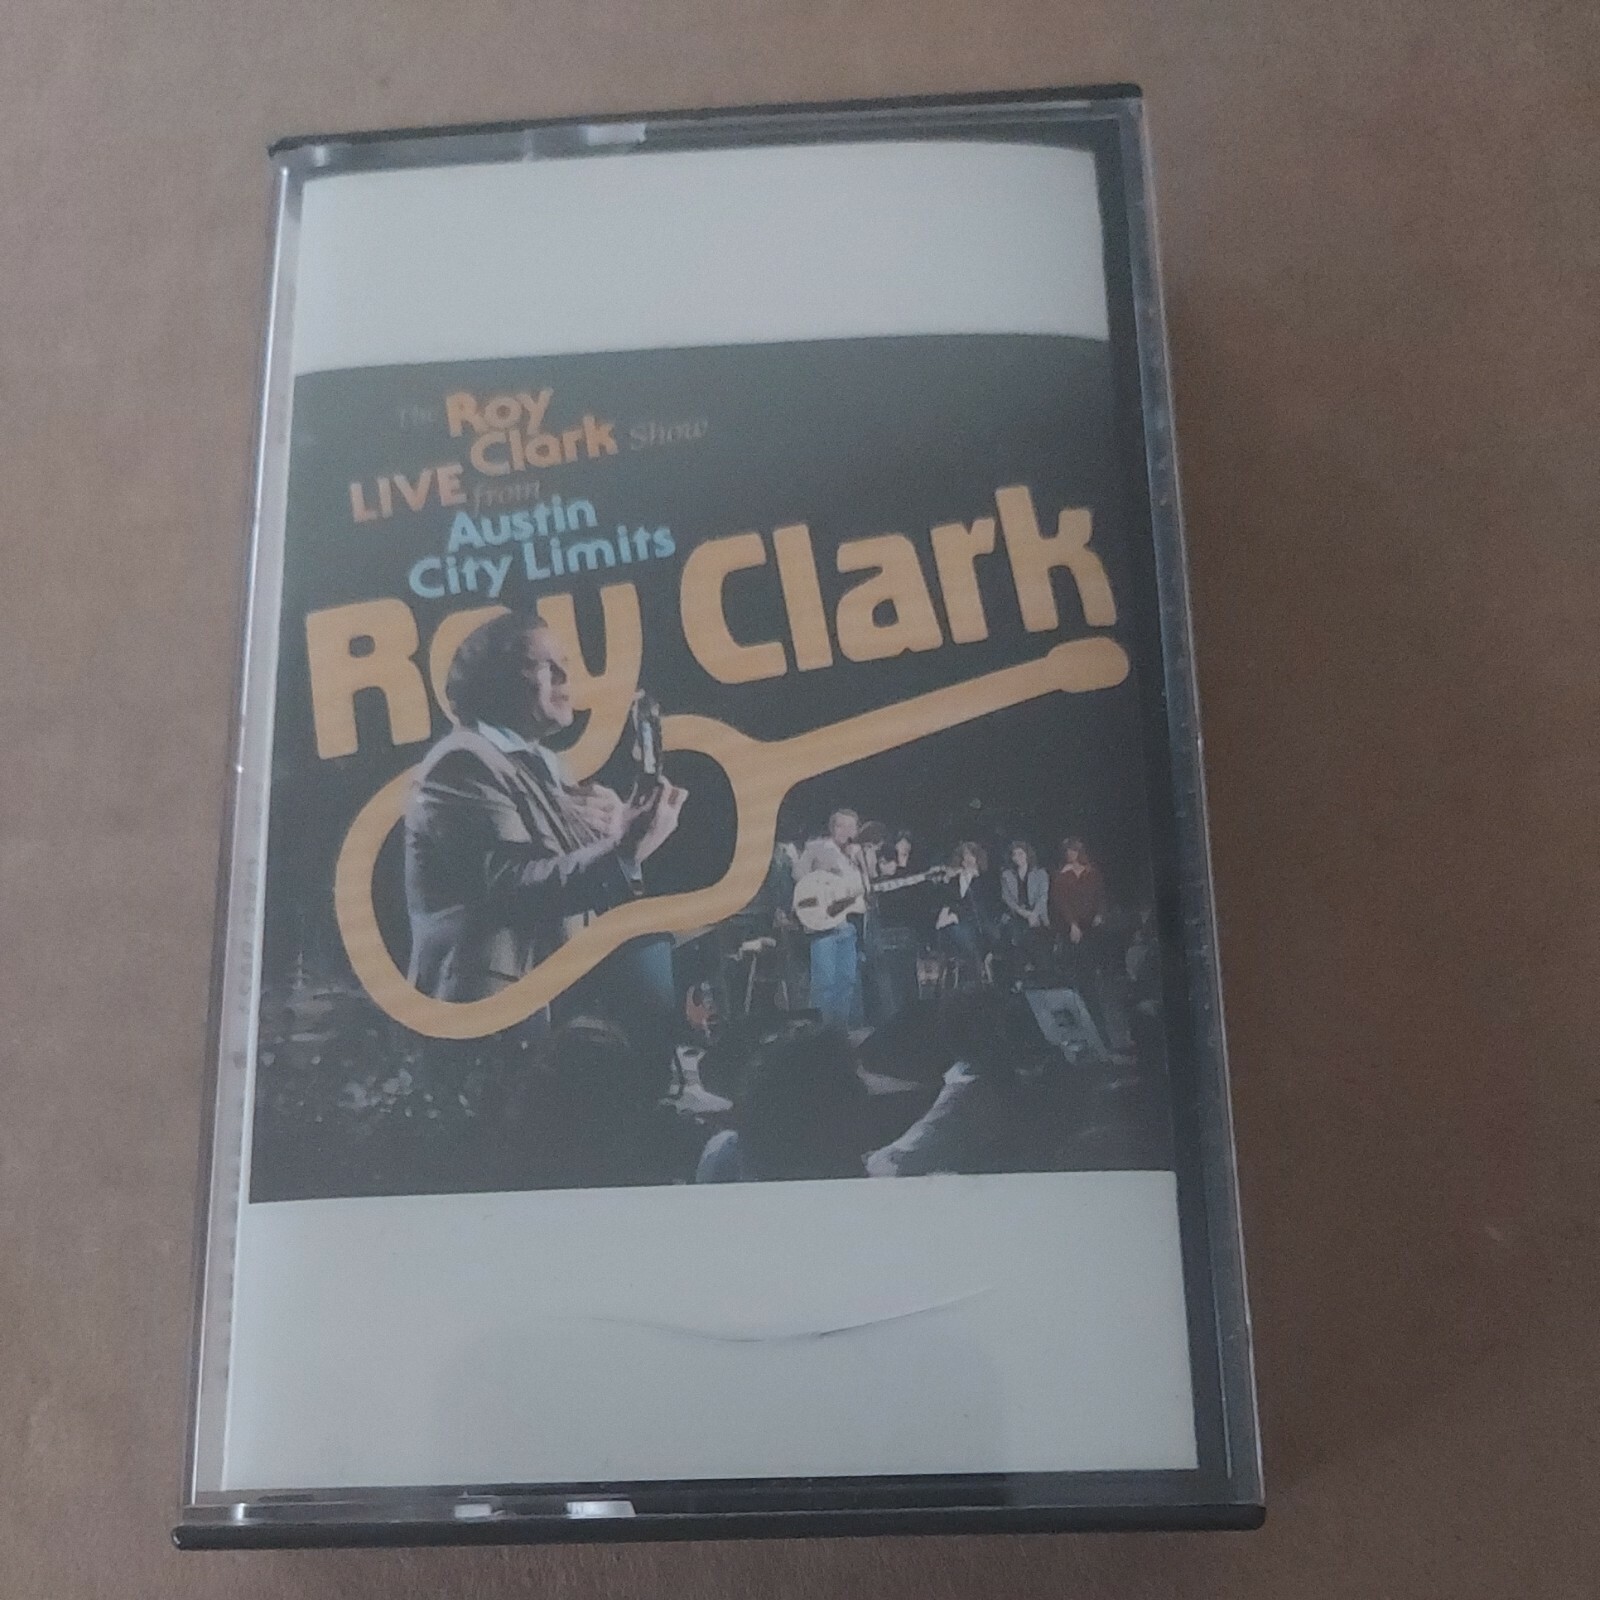 The Roy
Clark Show
LIVE from
Austin
City Limits
Roy Clark